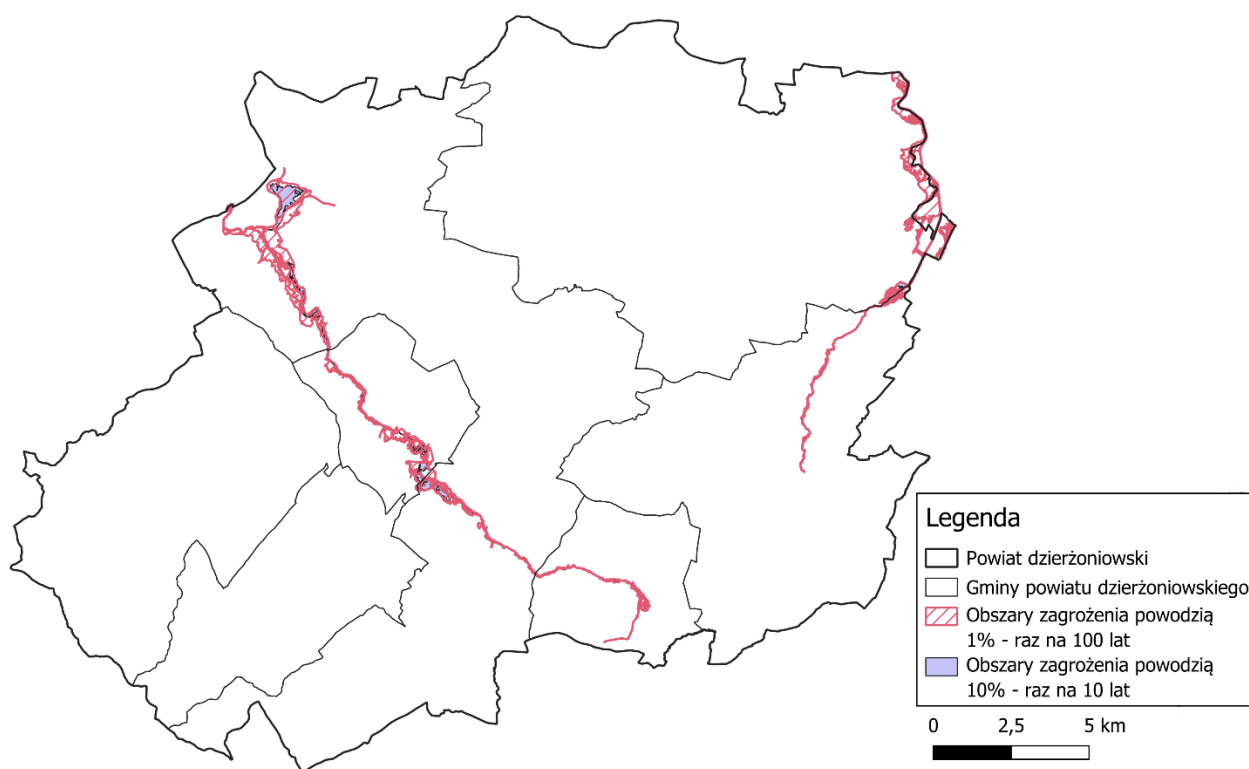 Legenda
Powiat dzierżoniowski
Gminy powiatu dzierżoniowskiego
Obszary zagrożenia powodzią
1% - raz na 100 lat
Obszary zagrożenia powodzią
10% - raz na 10 lat
0 2,5 5 km